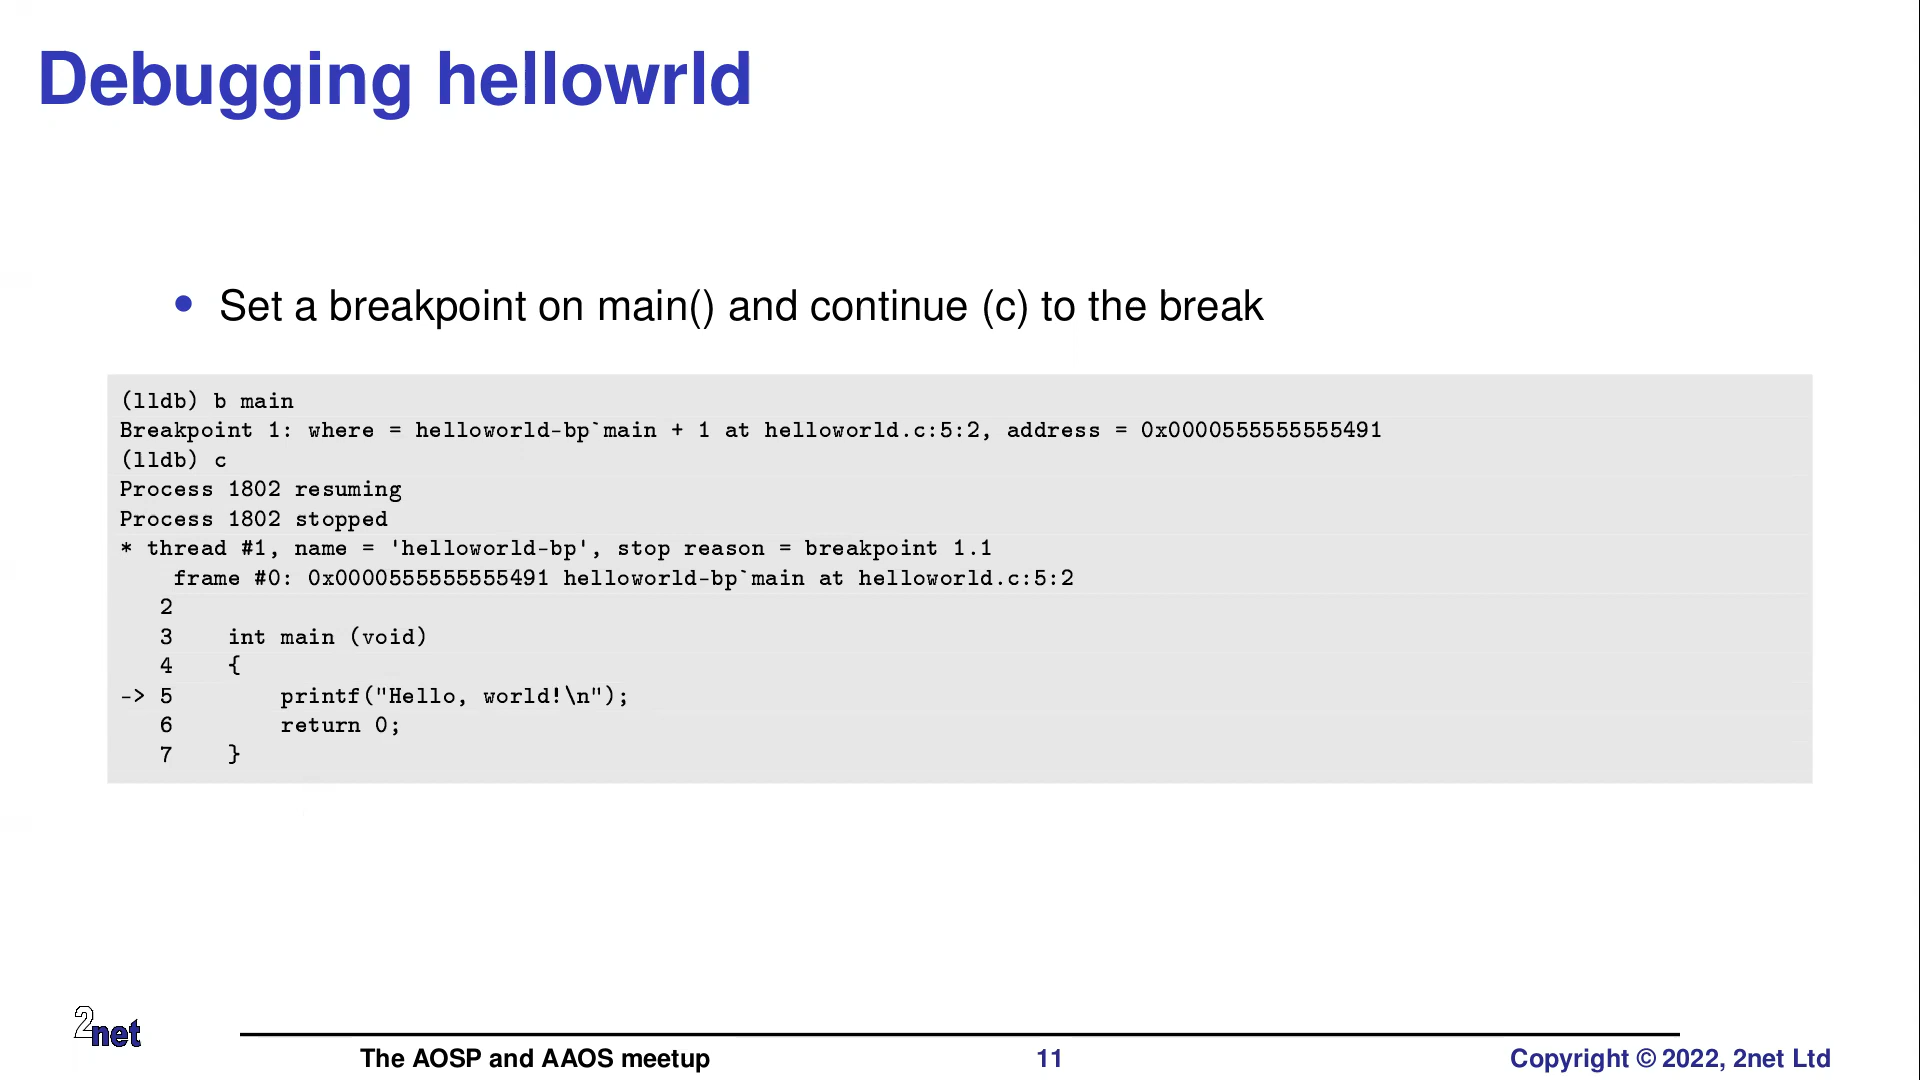 Debugging hellowrld
• Set a breakpoint on main() and continue (c) to the break
(lldb) b main
Breakpoint 1: where = helloworld-bp`main + 1 at helloworld.c:5:2, address = 0x0000555555555491
(lldb) c
Process 1802 resuming
Process 1802 stopped
* thread #1, name = 'helloworld-bp', stop reason = breakpoint 1.1
    frame #0: 0x0000555555555491 helloworld-bp`main at helloworld.c:5:2
   2
   3    int main (void)
   4    {
-> 5        printf("Hello, world!\n");
   6        return 0;
   7    }
2net
The AOSP and AAOS meetup 11 Copyright © 2022, 2net Ltd